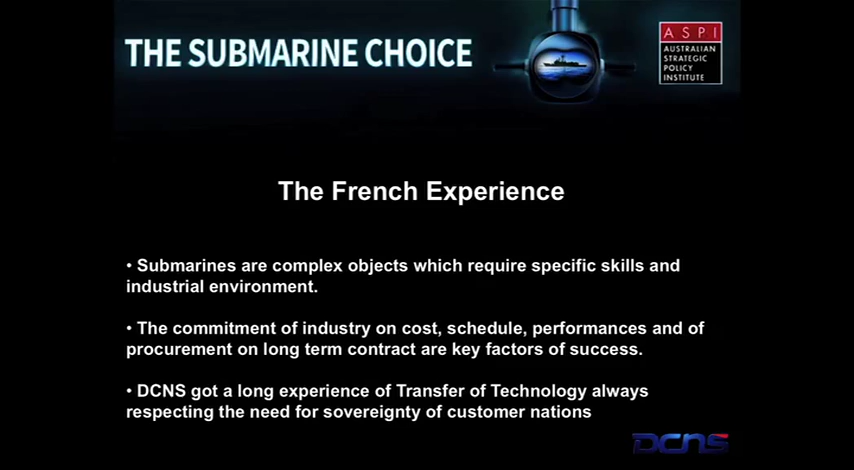 THE SUBMARINE CHOICE
ASPI
AUSTRALIAN
STRATEGIC
POLICY
INSTITUTE
The French Experience
• Submarines are complex objects which require specific skills and
industrial environment.
• The commitment of industry on cost, schedule, performances and of
procurement on long term contract are key factors of success.
• DCNS got a long experience of Transfer of Technology always
respecting the need for sovereignty of customer nations
DCNS